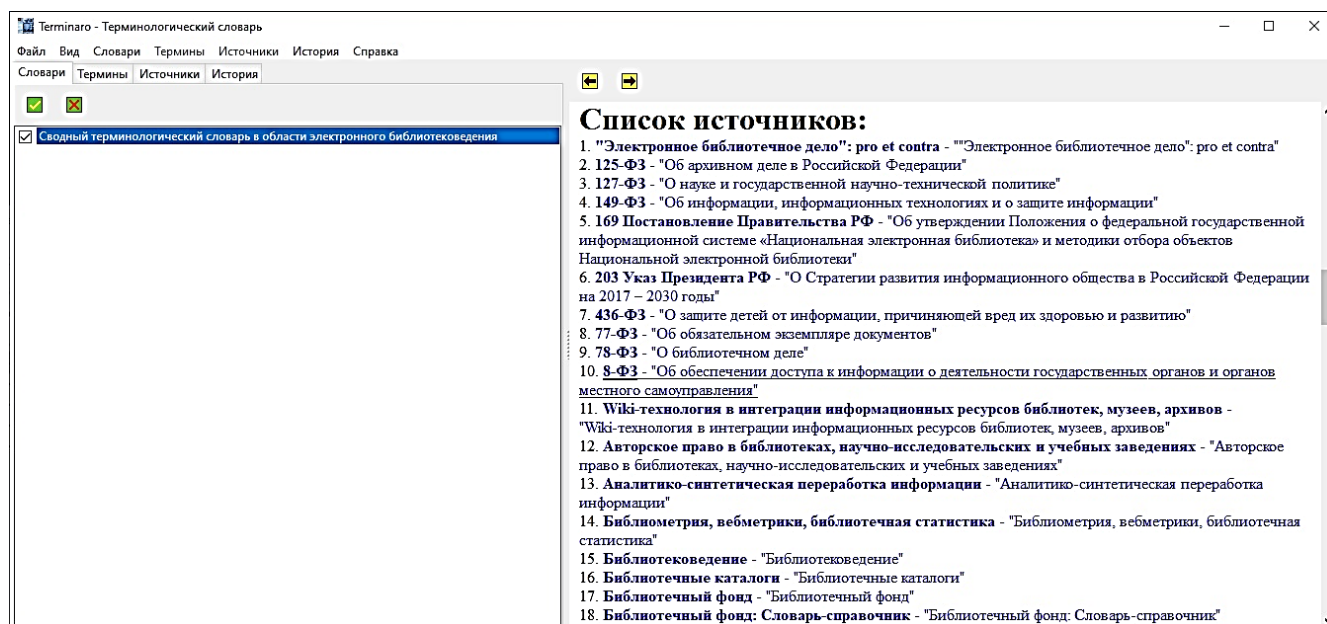 Terminaro - Терминологический словарь
Файл Вид Словари Термины Источники История Справка
Словари Термины Источники История
Сводный терминологический словарь в области электронного библиотековедения
Список источников:
1. "Электронное библиотечное дело": pro et contra - ""Электронное библиотечное дело": pro et contra"
2. 125-ФЗ - "Об архивном деле в Российской Федерации"
3. 127-ФЗ - "О науке и государственной научно-технической политике"
4. 149-ФЗ - "Об информации, информационных технологиях и о защите информации"
5. 169 Постановление Правительства РФ - "Об утверждении Положения о федеральной государственной
информационной системе «Национальная электронная библиотека» и методики отбора объектов
Национальной электронной библиотеки"
6. 203 Указ Президента РФ - "О Стратегии развития информационного общества в Российской Федерации
на 2017 – 2030 годы"
7. 436-ФЗ - "О защите детей от информации, причиняющей вред их здоровью и развитию"
8. 77-ФЗ - "Об обязательном экземпляре документов"
9. 78-ФЗ - "О библиотечном деле"
10. 8-ФЗ - "Об обеспечении доступа к информации о деятельности государственных органов и органов
местного самоуправления"
11. Wiki-технология в интеграции информационных ресурсов библиотек, музеев, архивов -
"Wiki-технология в интеграции информационных ресурсов библиотек, музеев, архивов"
12. Авторское право в библиотеках, научно-исследовательских и учебных заведениях - "Авторское
право в библиотеках, научно-исследовательских и учебных заведениях"
13. Аналитико-синтетическая переработка информации - "Аналитико-синтетическая переработка
информации"
14. Библиометрия, вебметрики, библиотечная статистика - "Библиометрия, вебметрики, библиотечная
статистика"
15. Библиотековедение - "Библиотековедение"
16. Библиотечные каталоги - "Библиотечные каталоги"
17. Библиотечный фонд - "Библиотечный фонд"
18. Библиотечный фонд: Словарь-справочник - "Библиотечный фонд: Словарь-справочник"